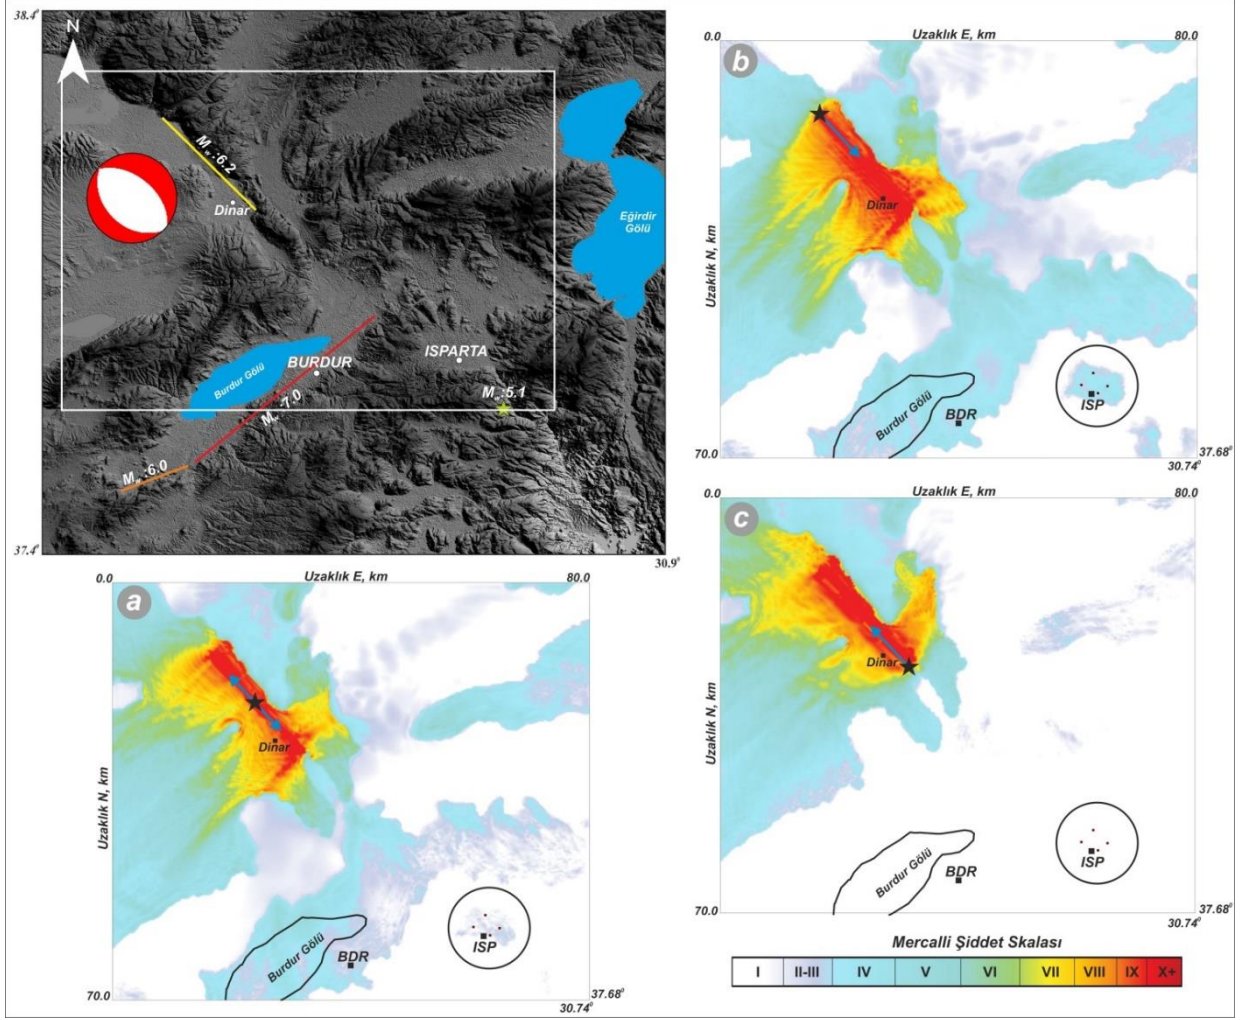 38.4°
N
Mw:6.2
Dinar
Eğirdir
Gölü
ISPARTA
BURDUR
Burdur Gölü
Mw:7.0
Mw:5.1
Mw:6.0
37.4°
30.9°
0.0
Uzaklık E, km
80.0
b
Dinar
Uzaklık N, km
Burdur Gölü
BDR
ISP
70.0
37.68°
30.74°
0.0
Uzaklık E, km
80.0
c
Dinar
Uzaklık N, km
Burdur Gölü
BDR
ISP
70.0
37.68°
30.74°
0.0
Uzaklık E, km
80.0
a
Dinar
Uzaklık N, km
Burdur Gölü
BDR
ISP
70.0
37.68°
30.74°
Mercalli Şiddet Skalası
I II-III IV V VI VII VIII IX X+